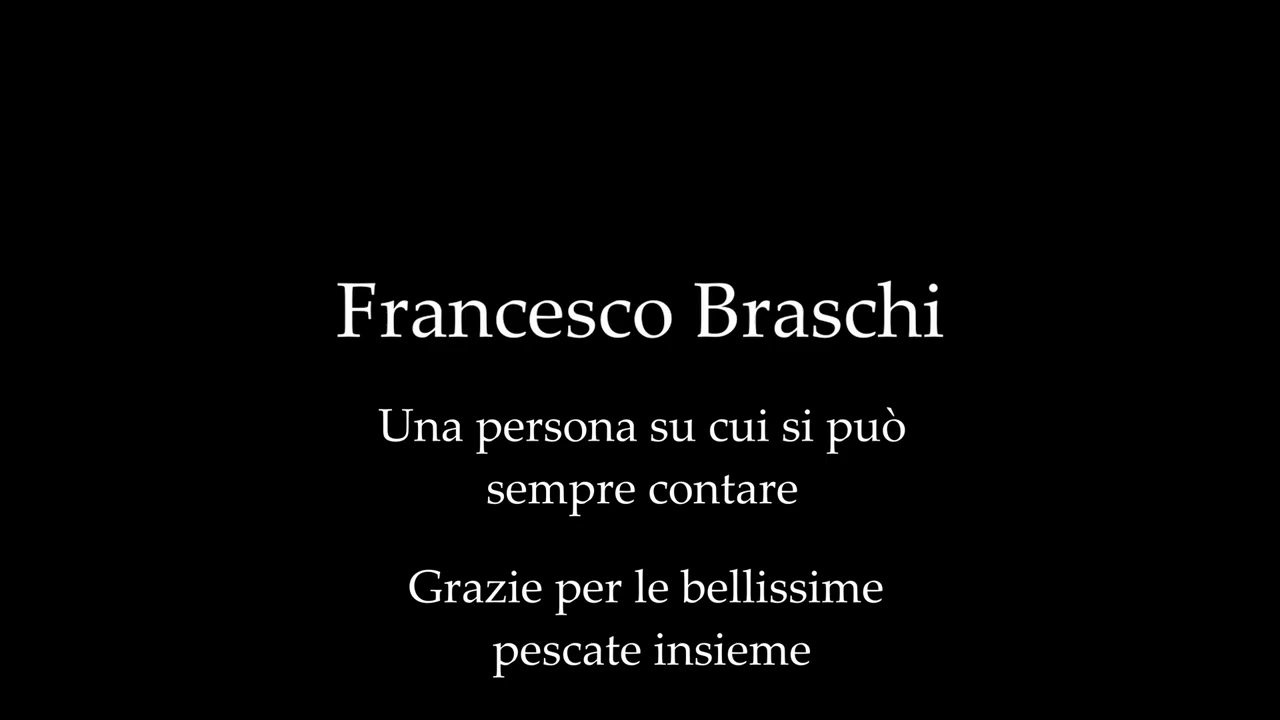 Francesco Braschi
Una persona su cui si può
sempre contare
Grazie per le bellissime
pescate insieme